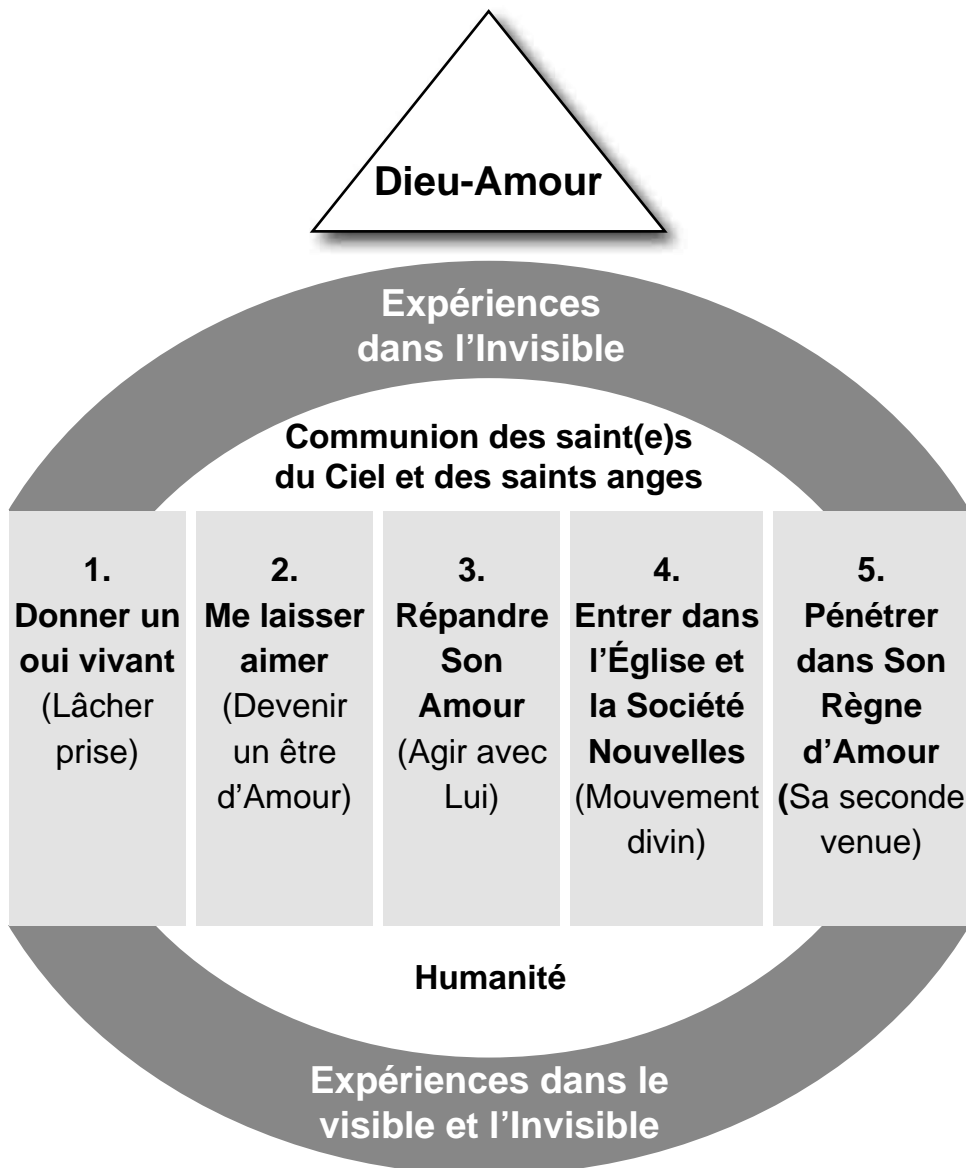 Dieu-Amour
Expériences
dans l’Invisible
Communion des saint(e)s
du Ciel et des saints anges
1.
Donner un
oui vivant
(Lâcher
prise)
2.
Me laisser
aimer
(Devenir
un être
d’Amour)
3.
Répandre
Son
Amour
(Agir avec
Lui)
4.
Entrer dans
l’Église et
la Société
Nouvelles
(Mouvement
divin)
5.
Pénétrer
dans Son
Règne
d’Amour
(Sa seconde
venue)
Humanité
Expériences dans le
visible et l’Invisible